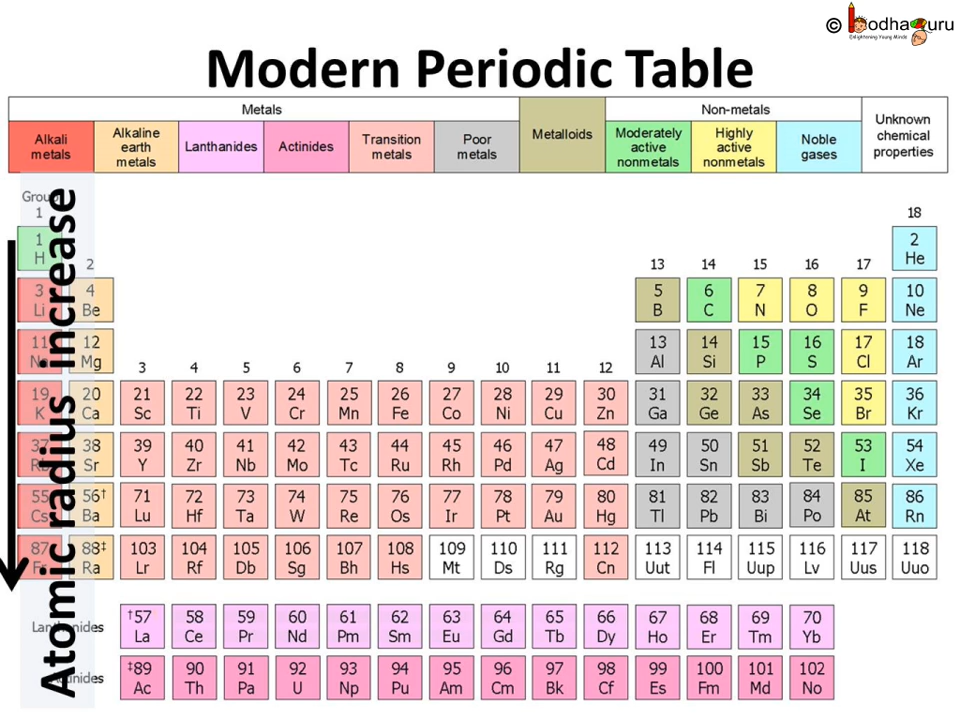 © BodhaGuru
Enlightening Young Minds
Modern Periodic Table
Metals
Non-metals
Alkali metals
Alkaline earth metals
Lanthanides
Actinides
Transition metals
Poor metals
Metalloids
Moderately active nonmetals
Highly active nonmetals
Noble gases
Unknown chemical properties
Atomic radius increase
Group
1 18
1 H 2 He
2 13 14 15 16 17
3 Li 4 Be 5 B 6 C 7 N 8 O 9 F 10 Ne
11 Na 12 Mg 13 Al 14 Si 15 P 16 S 17 Cl 18 Ar
3 4 5 6 7 8 9 10 11 12
19 K 20 Ca 21 Sc 22 Ti 23 V 24 Cr 25 Mn 26 Fe 27 Co 28 Ni 29 Cu 30 Zn 31 Ga 32 Ge 33 As 34 Se 35 Br 36 Kr
37 Rb 38 Sr 39 Y 40 Zr 41 Nb 42 Mo 43 Tc 44 Ru 45 Rh 46 Pd 47 Ag 48 Cd 49 In 50 Sn 51 Sb 52 Te 53 I 54 Xe
55 Cs 56† Ba 71 Lu 72 Hf 73 Ta 74 W 75 Re 76 Os 77 Ir 78 Pt 79 Au 80 Hg 81 Tl 82 Pb 83 Bi 84 Po 85 At 86 Rn
87 Fr 88‡ Ra 103 Lr 104 Rf 105 Db 106 Sg 107 Bh 108 Hs 109 Mt 110 Ds 111 Rg 112 Cn 113 Uut 114 Fl 115 Uup 116 Lv 117 Uus 118 Uuo
Lanthanides †57 La 58 Ce 59 Pr 60 Nd 61 Pm 62 Sm 63 Eu 64 Gd 65 Tb 66 Dy 67 Ho 68 Er 69 Tm 70 Yb
Actinides ‡89 Ac 90 Th 91 Pa 92 U 93 Np 94 Pu 95 Am 96 Cm 97 Bk 98 Cf 99 Es 100 Fm 101 Md 102 No